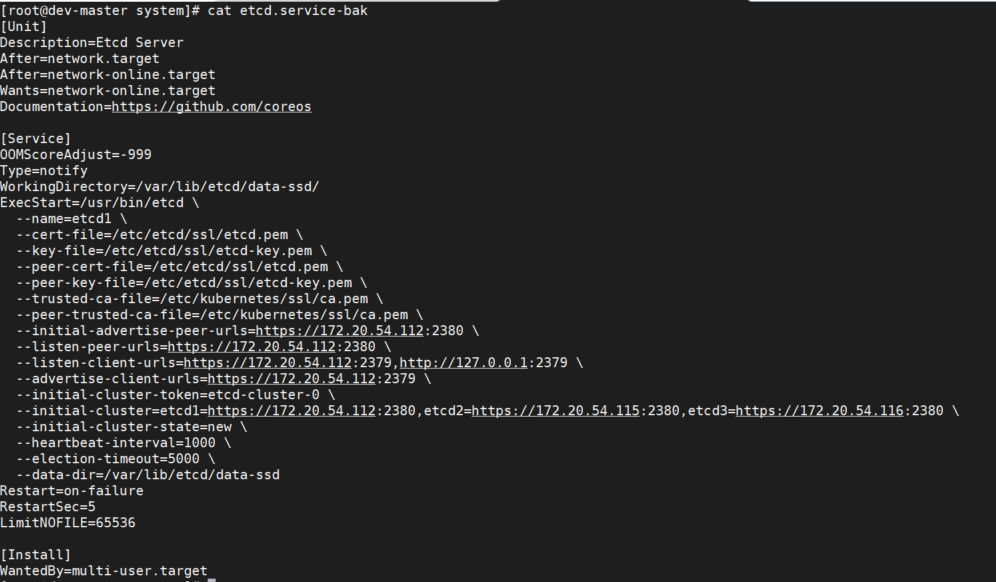 [root@dev-master system]# cat etcd.service-bak
[Unit]
Description=Etcd Server
After=network.target
After=network-online.target
Wants=network-online.target
Documentation=https://github.com/coreos

[Service]
OOMScoreAdjust=-999
Type=notify
WorkingDirectory=/var/lib/etcd/data-ssd/
ExecStart=/usr/bin/etcd \
  --name=etcd1 \
  --cert-file=/etc/etcd/ssl/etcd.pem \
  --key-file=/etc/etcd/ssl/etcd-key.pem \
  --peer-cert-file=/etc/etcd/ssl/etcd.pem \
  --peer-key-file=/etc/etcd/ssl/etcd-key.pem \
  --trusted-ca-file=/etc/kubernetes/ssl/ca.pem \
  --peer-trusted-ca-file=/etc/kubernetes/ssl/ca.pem \
  --initial-advertise-peer-urls=https://172.20.54.112:2380 \
  --listen-peer-urls=https://172.20.54.112:2380 \
  --listen-client-urls=https://172.20.54.112:2379,http://127.0.0.1:2379 \
  --advertise-client-urls=https://172.20.54.112:2379 \
  --initial-cluster-token=etcd-cluster-0 \
  --initial-cluster=etcd1=https://172.20.54.112:2380,etcd2=https://172.20.54.115:2380,etcd3=https://172.20.54.116:2380 \
  --initial-cluster-state=new \
  --heartbeat-interval=1000 \
  --election-timeout=5000 \
  --data-dir=/var/lib/etcd/data-ssd
Restart=on-failure
RestartSec=5
LimitNOFILE=65536

[Install]
WantedBy=multi-user.target